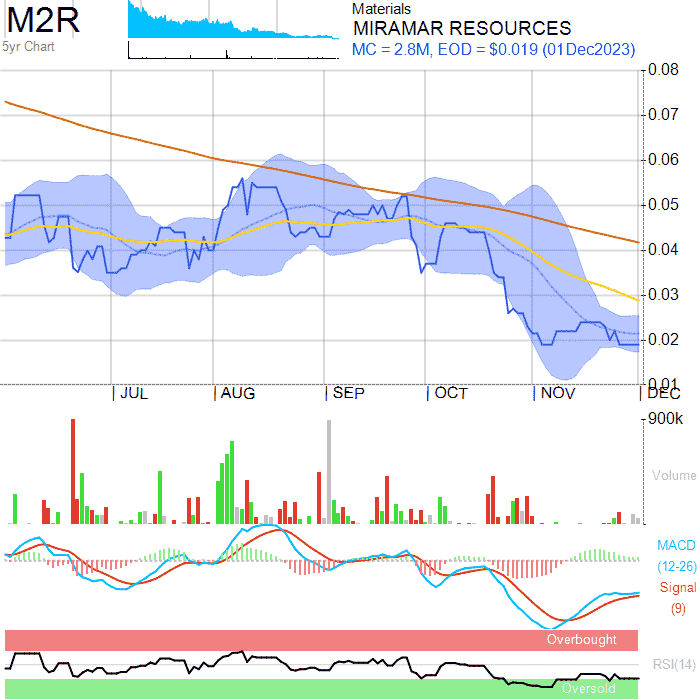 M2R
5yr Chart
Materials
MIRAMAR RESOURCES
MC = 2.8M, EOD = $0.019 (01Dec2023)
0.08
0.07
0.06
0.05
0.04
0.03
0.02
0.01
JUL AUG SEP OCT NOV DEC
900k
Volume
MACD
(12-26)
Signal
(9)
Overbought
RSI(14)
Oversold